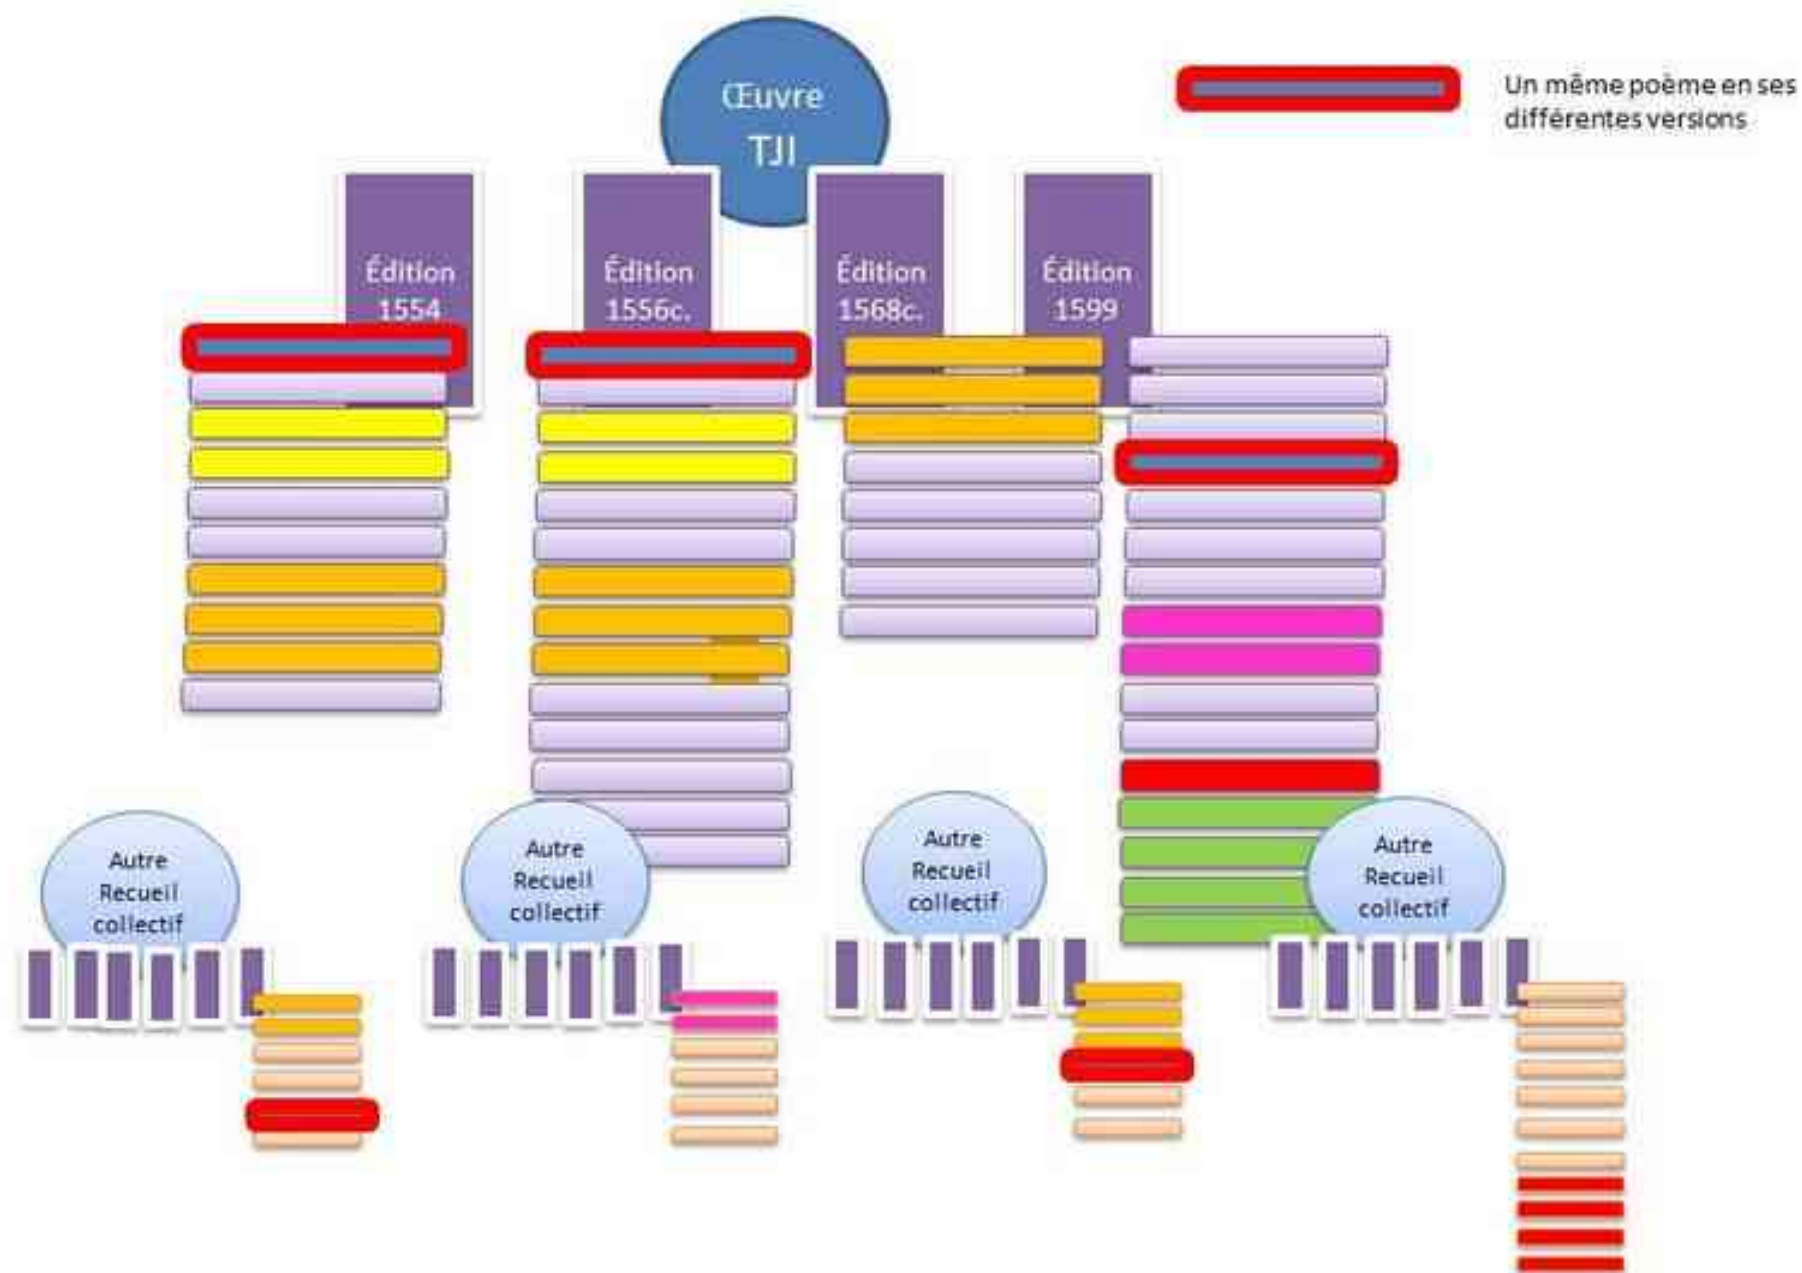 Œuvre
TJI
Un même poème en ses
différentes versions
Édition
1554
Édition
1556c.
Édition
1568c.
Édition
1599
Autre
Recueil
collectif
Autre
Recueil
collectif
Autre
Recueil
collectif
Autre
Recueil
collectif